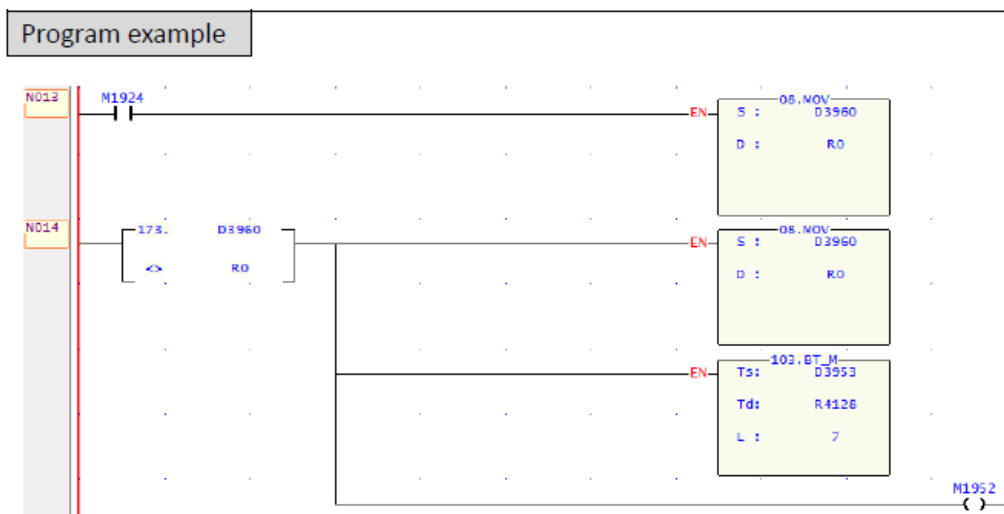 Program example
N013 M1924
08.MOV
EN S : D3960
D : R0
N014 173. D3960
<> R0
08.MOV
EN S : D3960
D : R0
103.BT_M
EN Ts: D3953
Td: R4128
L : 7
M1952